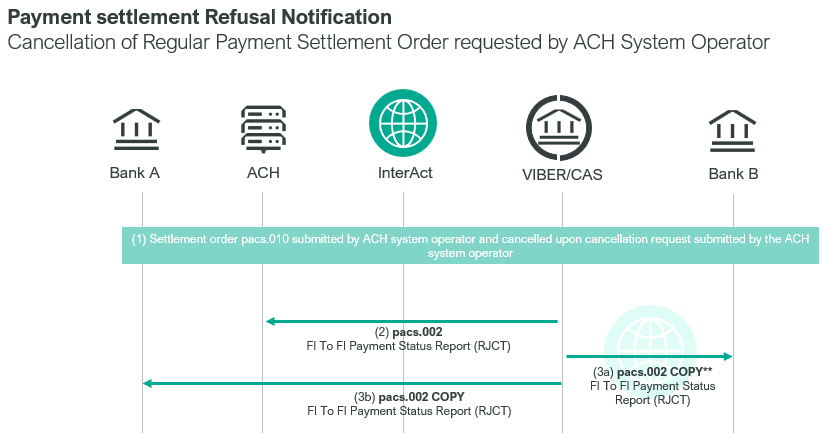 Payment settlement Refusal Notification
Cancellation of Regular Payment Settlement Order requested by ACH System Operator
Bank A
ACH
InterAct
VIBER/CAS
Bank B
(1) Settlement order pacs.010 submitted by ACH system operator and cancelled upon cancellation request submitted by the ACH
system operator
(2) pacs.002
FI To FI Payment Status Report (RJCT)
(3a) pacs.002 COPY**
FI To FI Payment Status
Report (RJCT)
(3b) pacs.002 COPY
FI To FI Payment Status Report (RJCT)